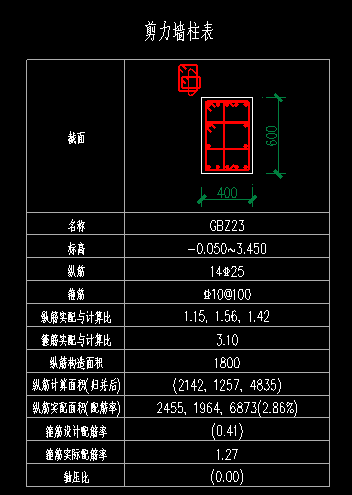 剪力墙柱表
截面
600
400
名称 GBZ23
标高 -0.050~3.450
纵筋 14Φ25
箍筋 Φ10@100
纵筋实配与计算比 1.15, 1.56, 1.42
箍筋实配与计算比 3.10
纵筋构造面积 1800
纵筋计算面积(归并后) (2142, 1257, 4835)
纵筋实配面积(配筋率) 2455, 1964, 6873(2.86%)
箍筋设计配箍率 (0.41)
箍筋实际配箍率 1.27
轴压比 (0.00)